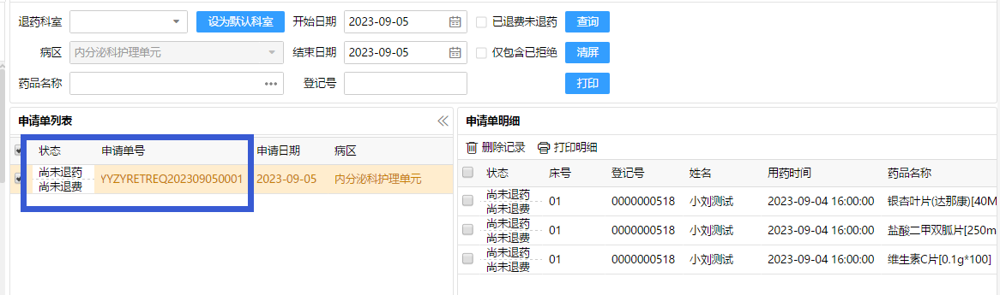 退药科室 设为默认科室 开始日期 2023-09-05 已退费未退药 查询
病区 内分泌科护理单元 结束日期 2023-09-05 仅包含已拒绝 清屏
药品名称 登记号 打印
申请单列表
状态 申请单号 申请日期 病区
尚未退药
尚未退费
YYZYRETREQ202309050001 2023-09-05 内分泌科护理单元
申请单明细
删除记录 打印明细
状态 床号 登记号 姓名 用药时间 药品名称
尚未退药
尚未退费
01 0000000518 小刘测试 2023-09-04 16:00:00 银杏叶片(达那康)[40M
尚未退药
尚未退费
01 0000000518 小刘测试 2023-09-04 16:00:00 盐酸二甲双胍片[250m
尚未退药
尚未退费
01 0000000518 小刘测试 2023-09-04 16:00:00 维生素C片[0.1g*100]